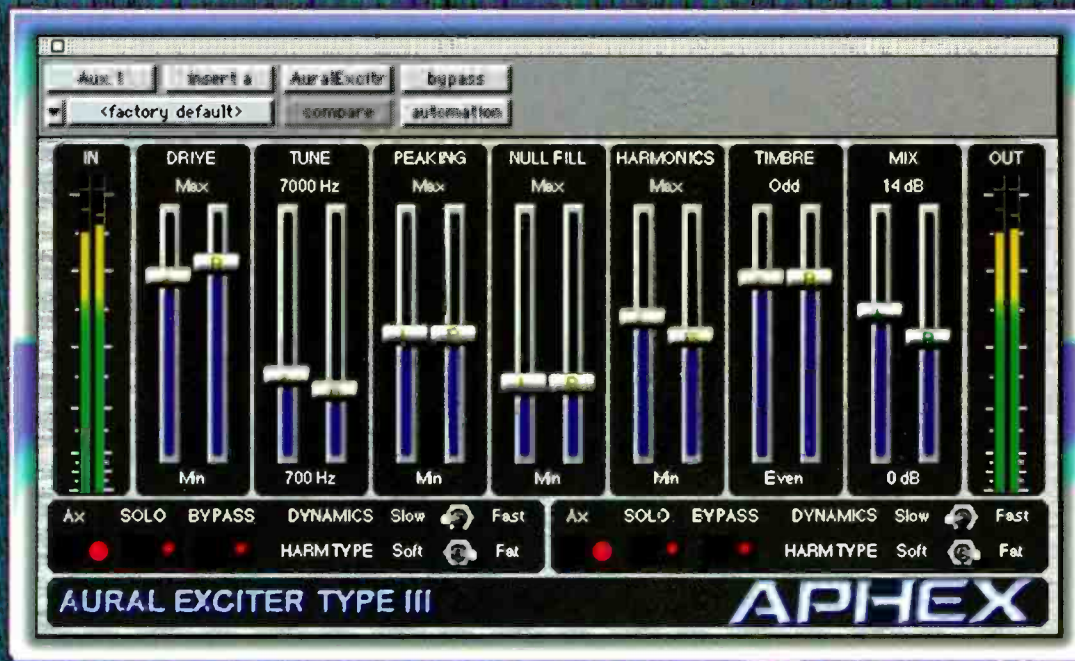 Aux 1 insert a AuralExcitr bypass
<factory default> compare automation
IN DRIVE TUNE PEAKING NULL FILL HARMONICS TIMBRE MIX OUT
Max 7000 Hz Max Max Max Odd 14 dB
Min 700 Hz Min Min Min Even 0 dB
Ax SOLO BYPASS DYNAMICS Slow Fast Ax SOLO BYPASS DYNAMICS Slow Fast
HARM TYPE Soft Fat HARM TYPE Soft Fat
AURAL EXCITER TYPE III APHEX